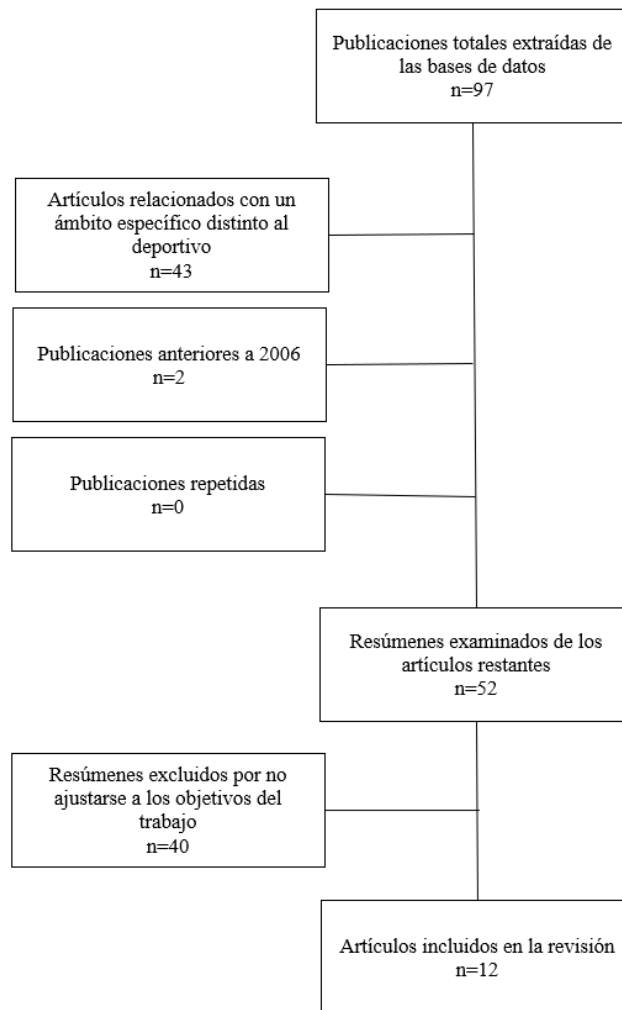 Publicaciones totales extraídas de
las bases de datos
n=97
Artículos relacionados con un
ámbito específico distinto al
deportivo
n=43
Publicaciones anteriores a 2006
n=2
Publicaciones repetidas
n=0
Resúmenes examinados de los
artículos restantes
n=52
Resúmenes excluidos por no
ajustarse a los objetivos del
trabajo
n=40
Artículos incluidos en la revisión
n=12